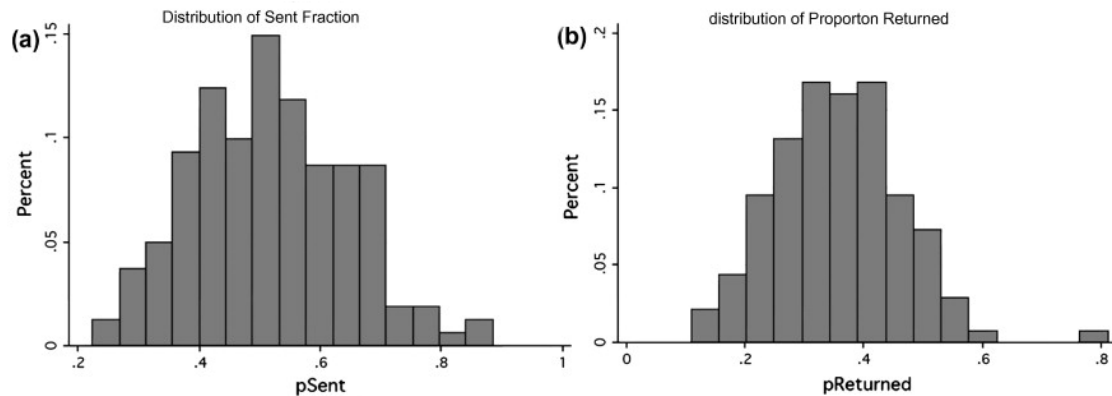 Distribution of Sent Fraction
(a)
.15
.1
.05
0
Percent
.2
.4
.6
.8
1
pSent
distribution of Proporton Returned
(b)
.2
.15
.1
.05
0
Percent
0
.2
.4
.6
.8
pReturned